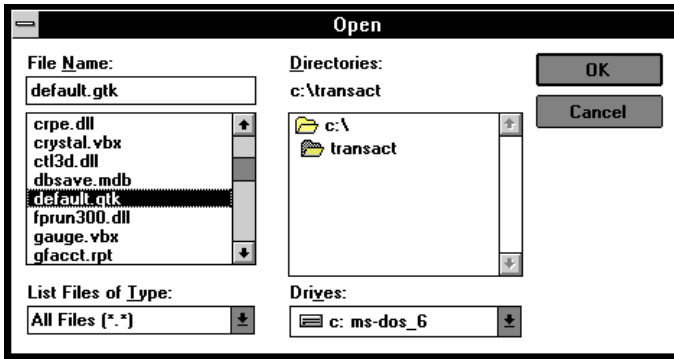 Open
File Name:
default.gtk
crpe.dll
crystal.vbx
ctl3d.dll
dbsave.mdb
default.gtk
fprun300.dll
gauge.vbx
gfacct.rpt
List Files of Type:
All Files (*.*)
Directories:
c:\transact
c:\
transact
Drives:
c: ms-dos_6
OK
Cancel